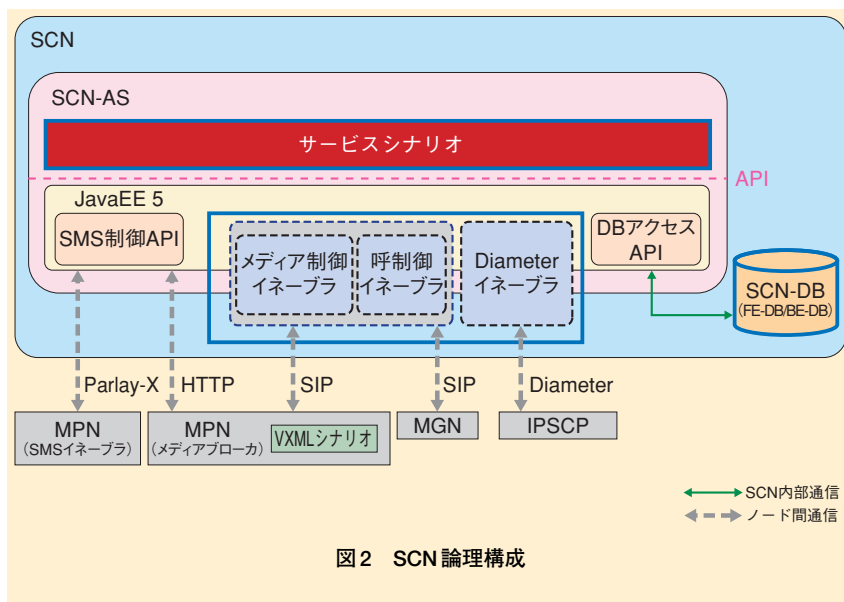 SCN
SCN-AS
サービスシナリオ
API
JavaEE 5
SMS制御API
メディア制御
イネーブラ
呼制御
イネーブラ
Diameter
イネーブラ
DBアクセス
API
SCN-DB
(FE-DB/BE-DB)
Parlay-X
HTTP
SIP
SIP
Diameter
MPN
(SMSイネーブラ)
MPN
(メディアブローカ)
VXMLシナリオ
MGN
IPSCP
SCN内部通信
ノード間通信
図2 SCN論理構成